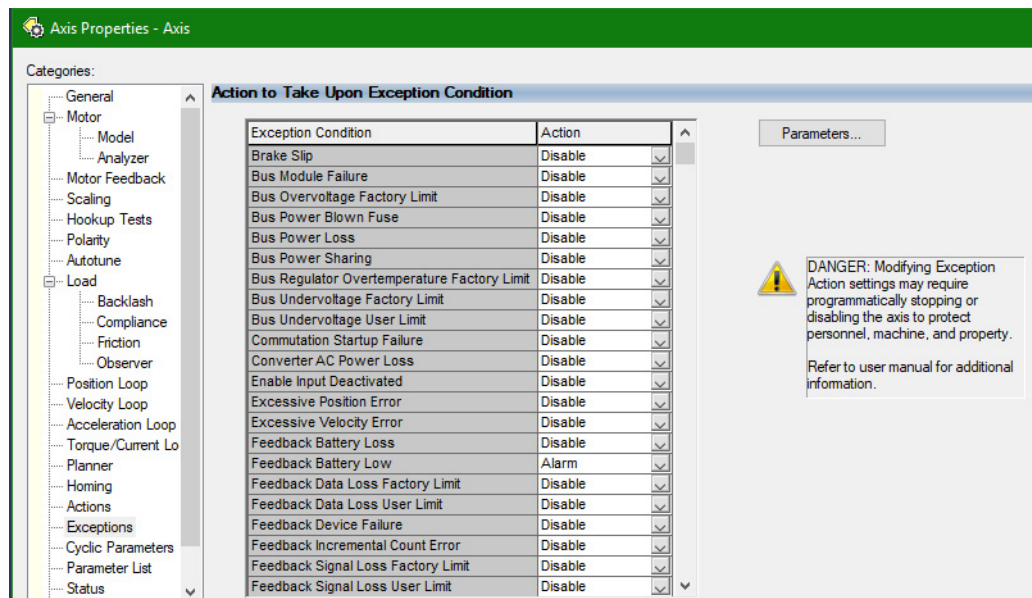 Axis Properties - Axis
Categories:
General
Motor
Model
Analyzer
Motor Feedback
Scaling
Hookup Tests
Polarity
Autotune
Load
Backlash
Compliance
Friction
Observer
Position Loop
Velocity Loop
Acceleration Loop
Torque/Current Lo
Planner
Homing
Actions
Exceptions
Cyclic Parameters
Parameter List
Status
Action to Take Upon Exception Condition
Exception Condition Action
Brake Slip Disable
Bus Module Failure Disable
Bus Overvoltage Factory Limit Disable
Bus Power Blown Fuse Disable
Bus Power Loss Disable
Bus Power Sharing Disable
Bus Regulator Overtemperature Factory Limit Disable
Bus Undervoltage Factory Limit Disable
Bus Undervoltage User Limit Disable
Commutation Startup Failure Disable
Converter AC Power Loss Disable
Enable Input Deactivated Disable
Excessive Position Error Disable
Excessive Velocity Error Disable
Feedback Battery Loss Disable
Feedback Battery Low Alarm
Feedback Data Loss Factory Limit Disable
Feedback Data Loss User Limit Disable
Feedback Device Failure Disable
Feedback Incremental Count Error Disable
Feedback Signal Loss Factory Limit Disable
Feedback Signal Loss User Limit Disable
Parameters...
DANGER: Modifying Exception
Action settings may require
programmatically stopping or
disabling the axis to protect
personnel, machine, and property.
Refer to user manual for additional
information.